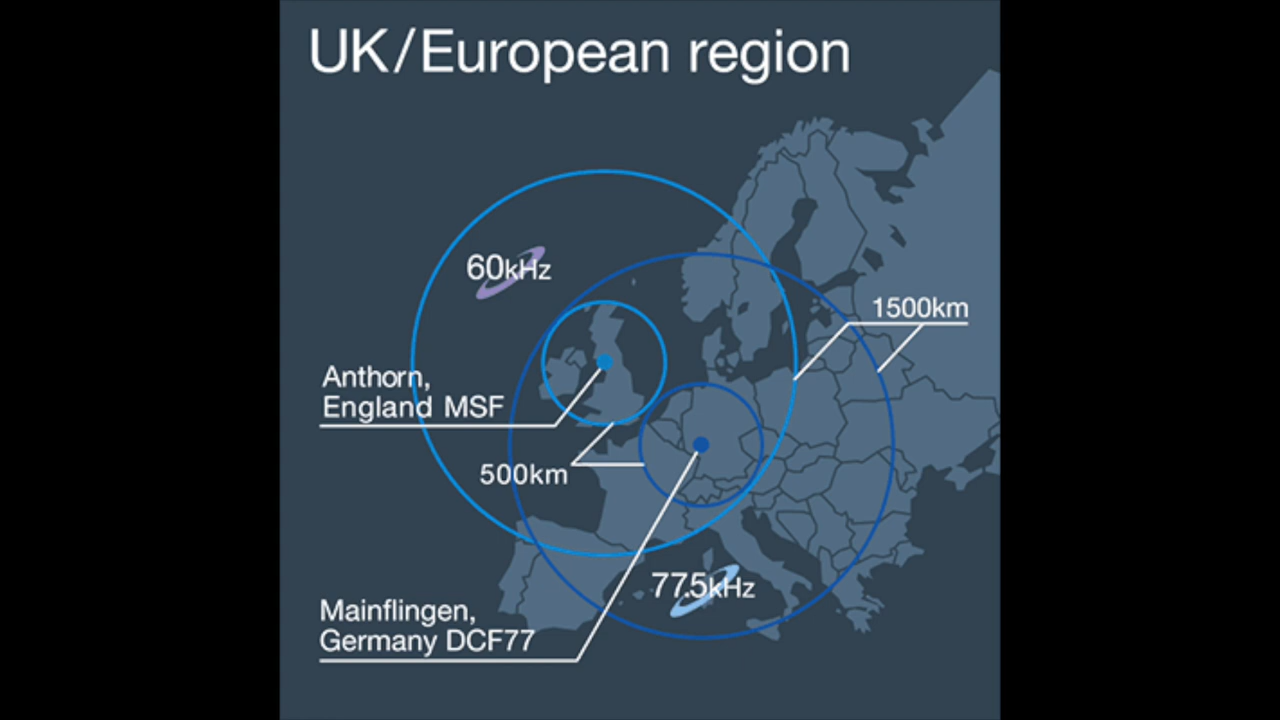 UK/European region
60kHz
1500km
Anthorn,
England MSF
500km
77.5kHz
Mainflingen,
Germany DCF77